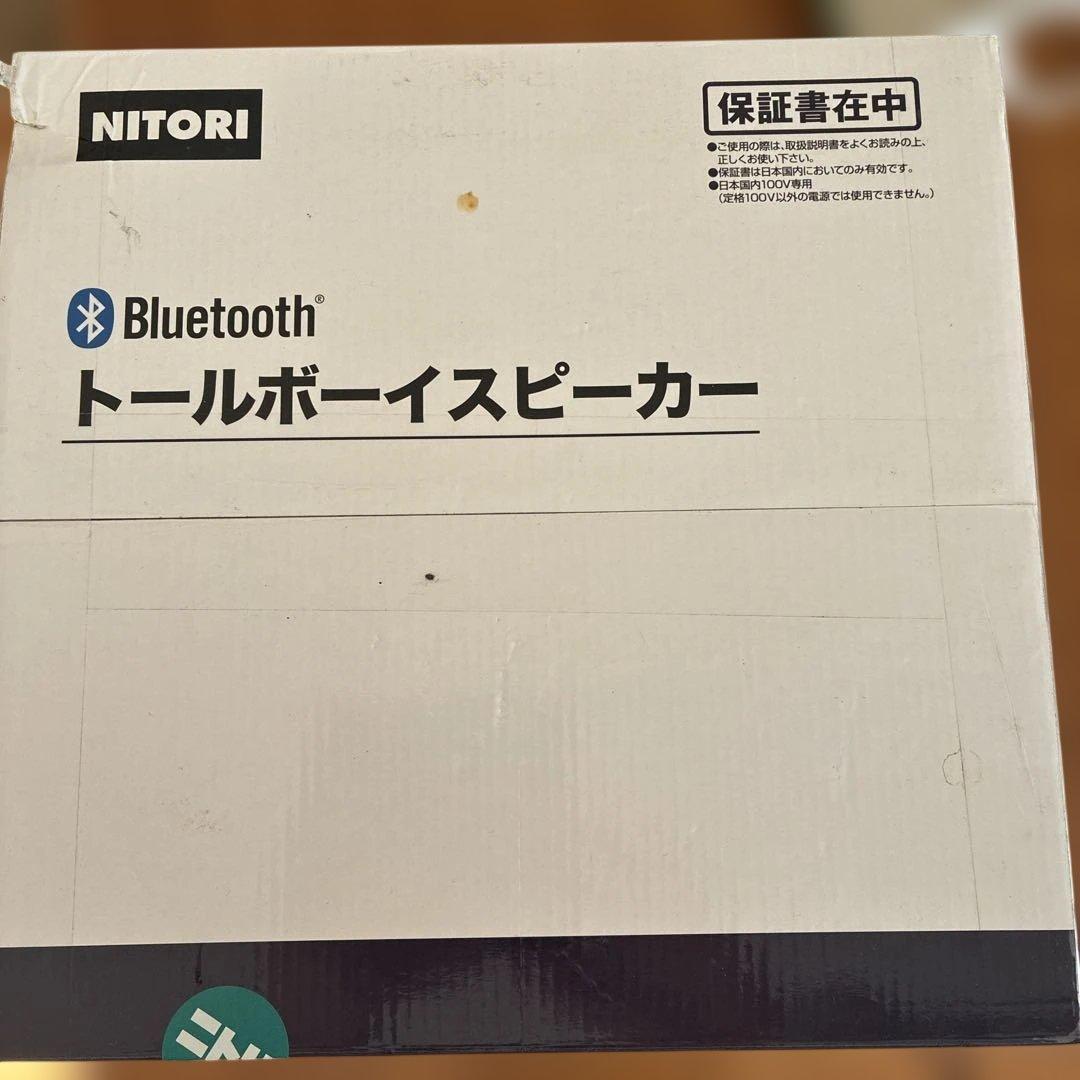 NITORI
保証書在中
●ご使用の際は、取扱説明書をよくお読みの上、
正しくお使い下さい。
●保証書は日本国内においてのみ有効です。
●日本国内100V専用
(定格100V以外の電源では使用できません。)
Bluetooth®
トールボーイスピーカー
ニトリ